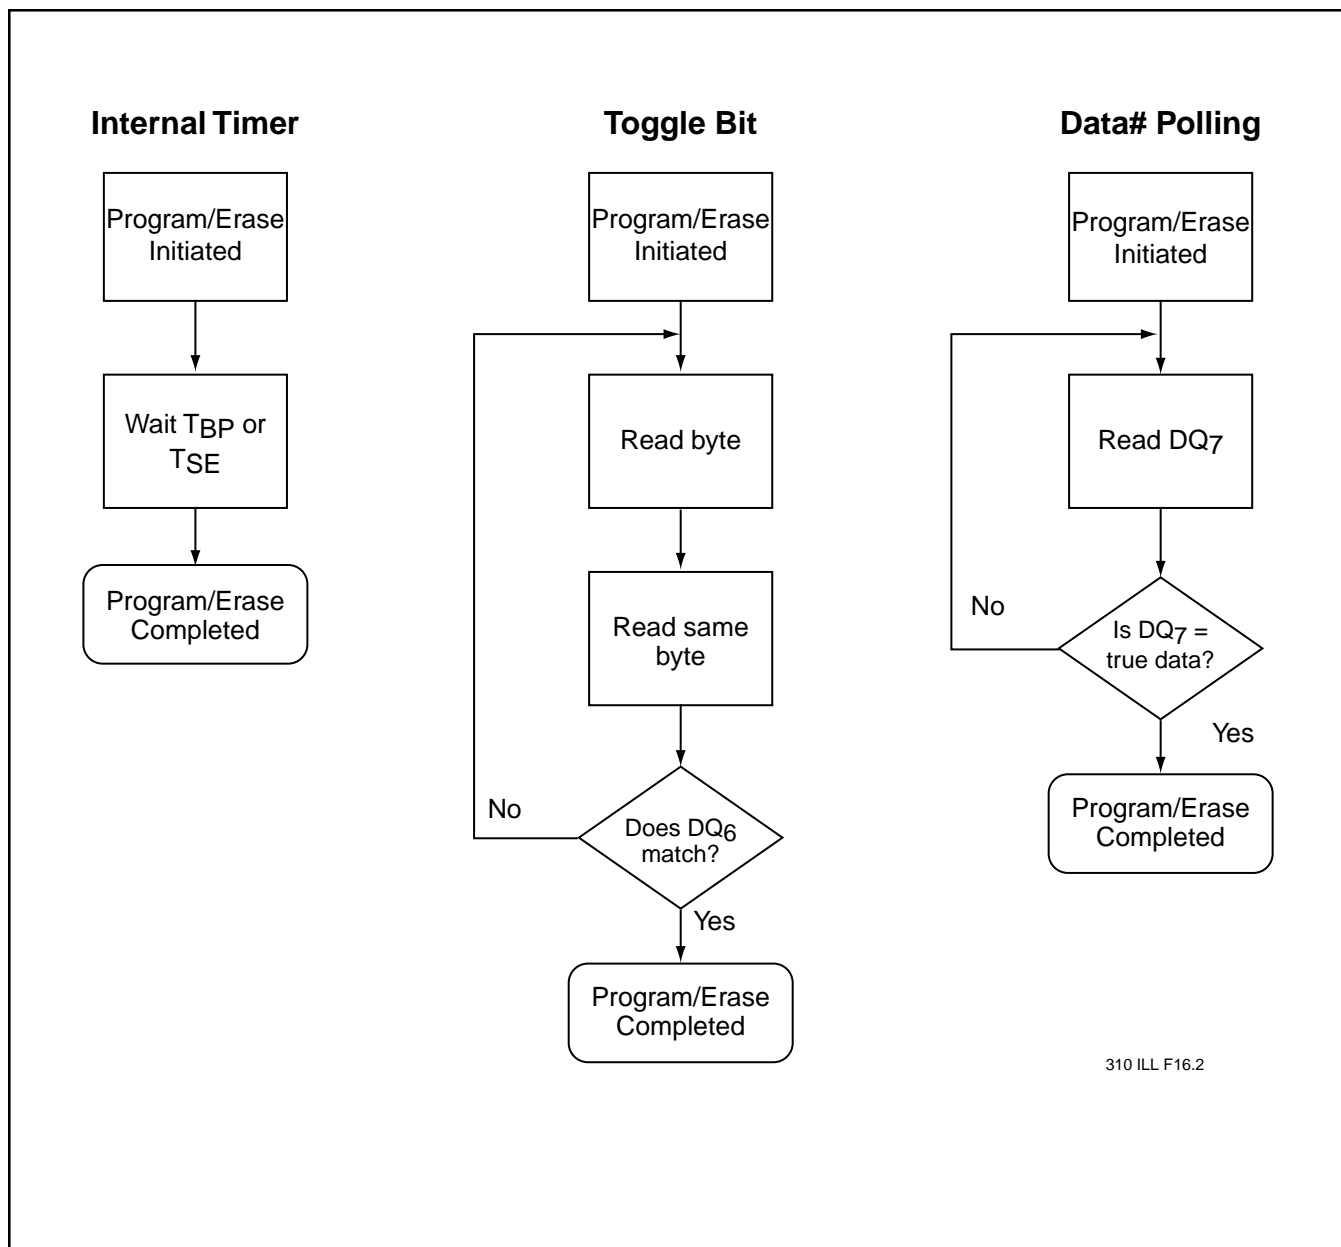 Internal Timer
Program/Erase
Initiated
Wait TBP or
TSE
Program/Erase
Completed
Toggle Bit
Program/Erase
Initiated
Read byte
Read same
byte
No
Does DQ6
match?
Yes
Program/Erase
Completed
Data# Polling
Program/Erase
Initiated
Read DQ7
No
Is DQ7 =
true data?
Yes
Program/Erase
Completed
310 ILL F16.2